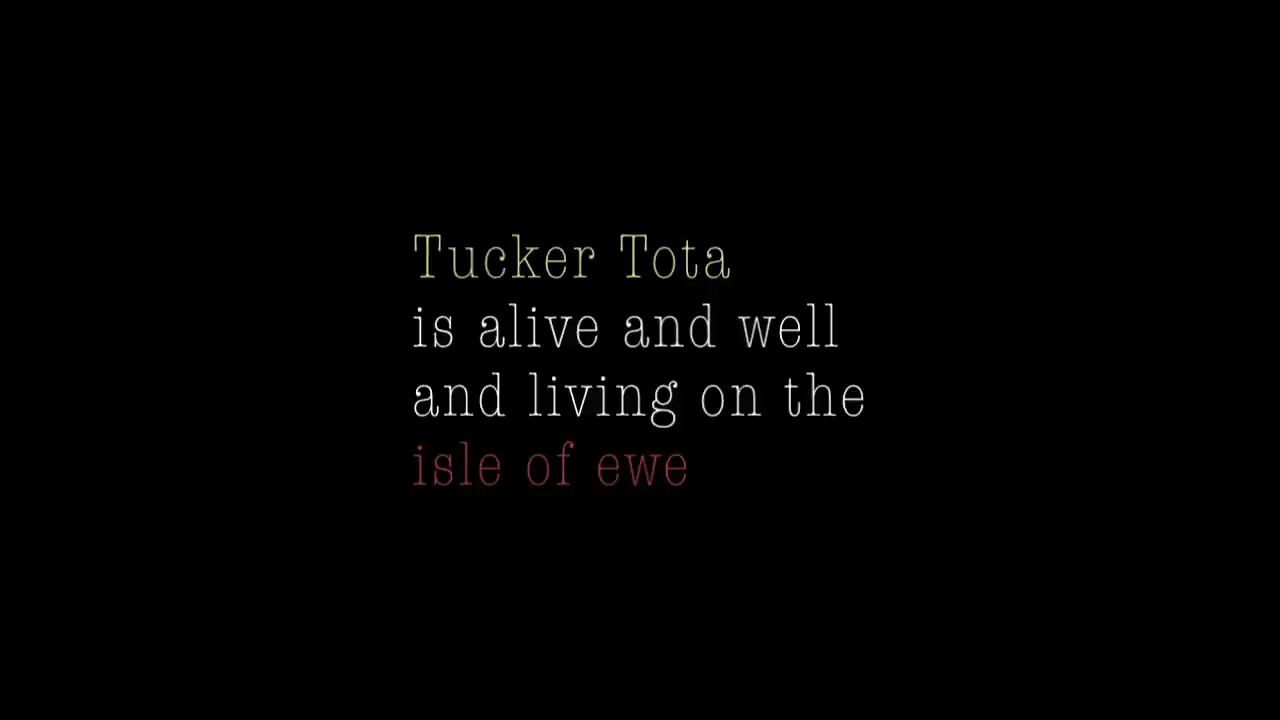 Tucker Tota
is alive and well
and living on the
isle of ewe